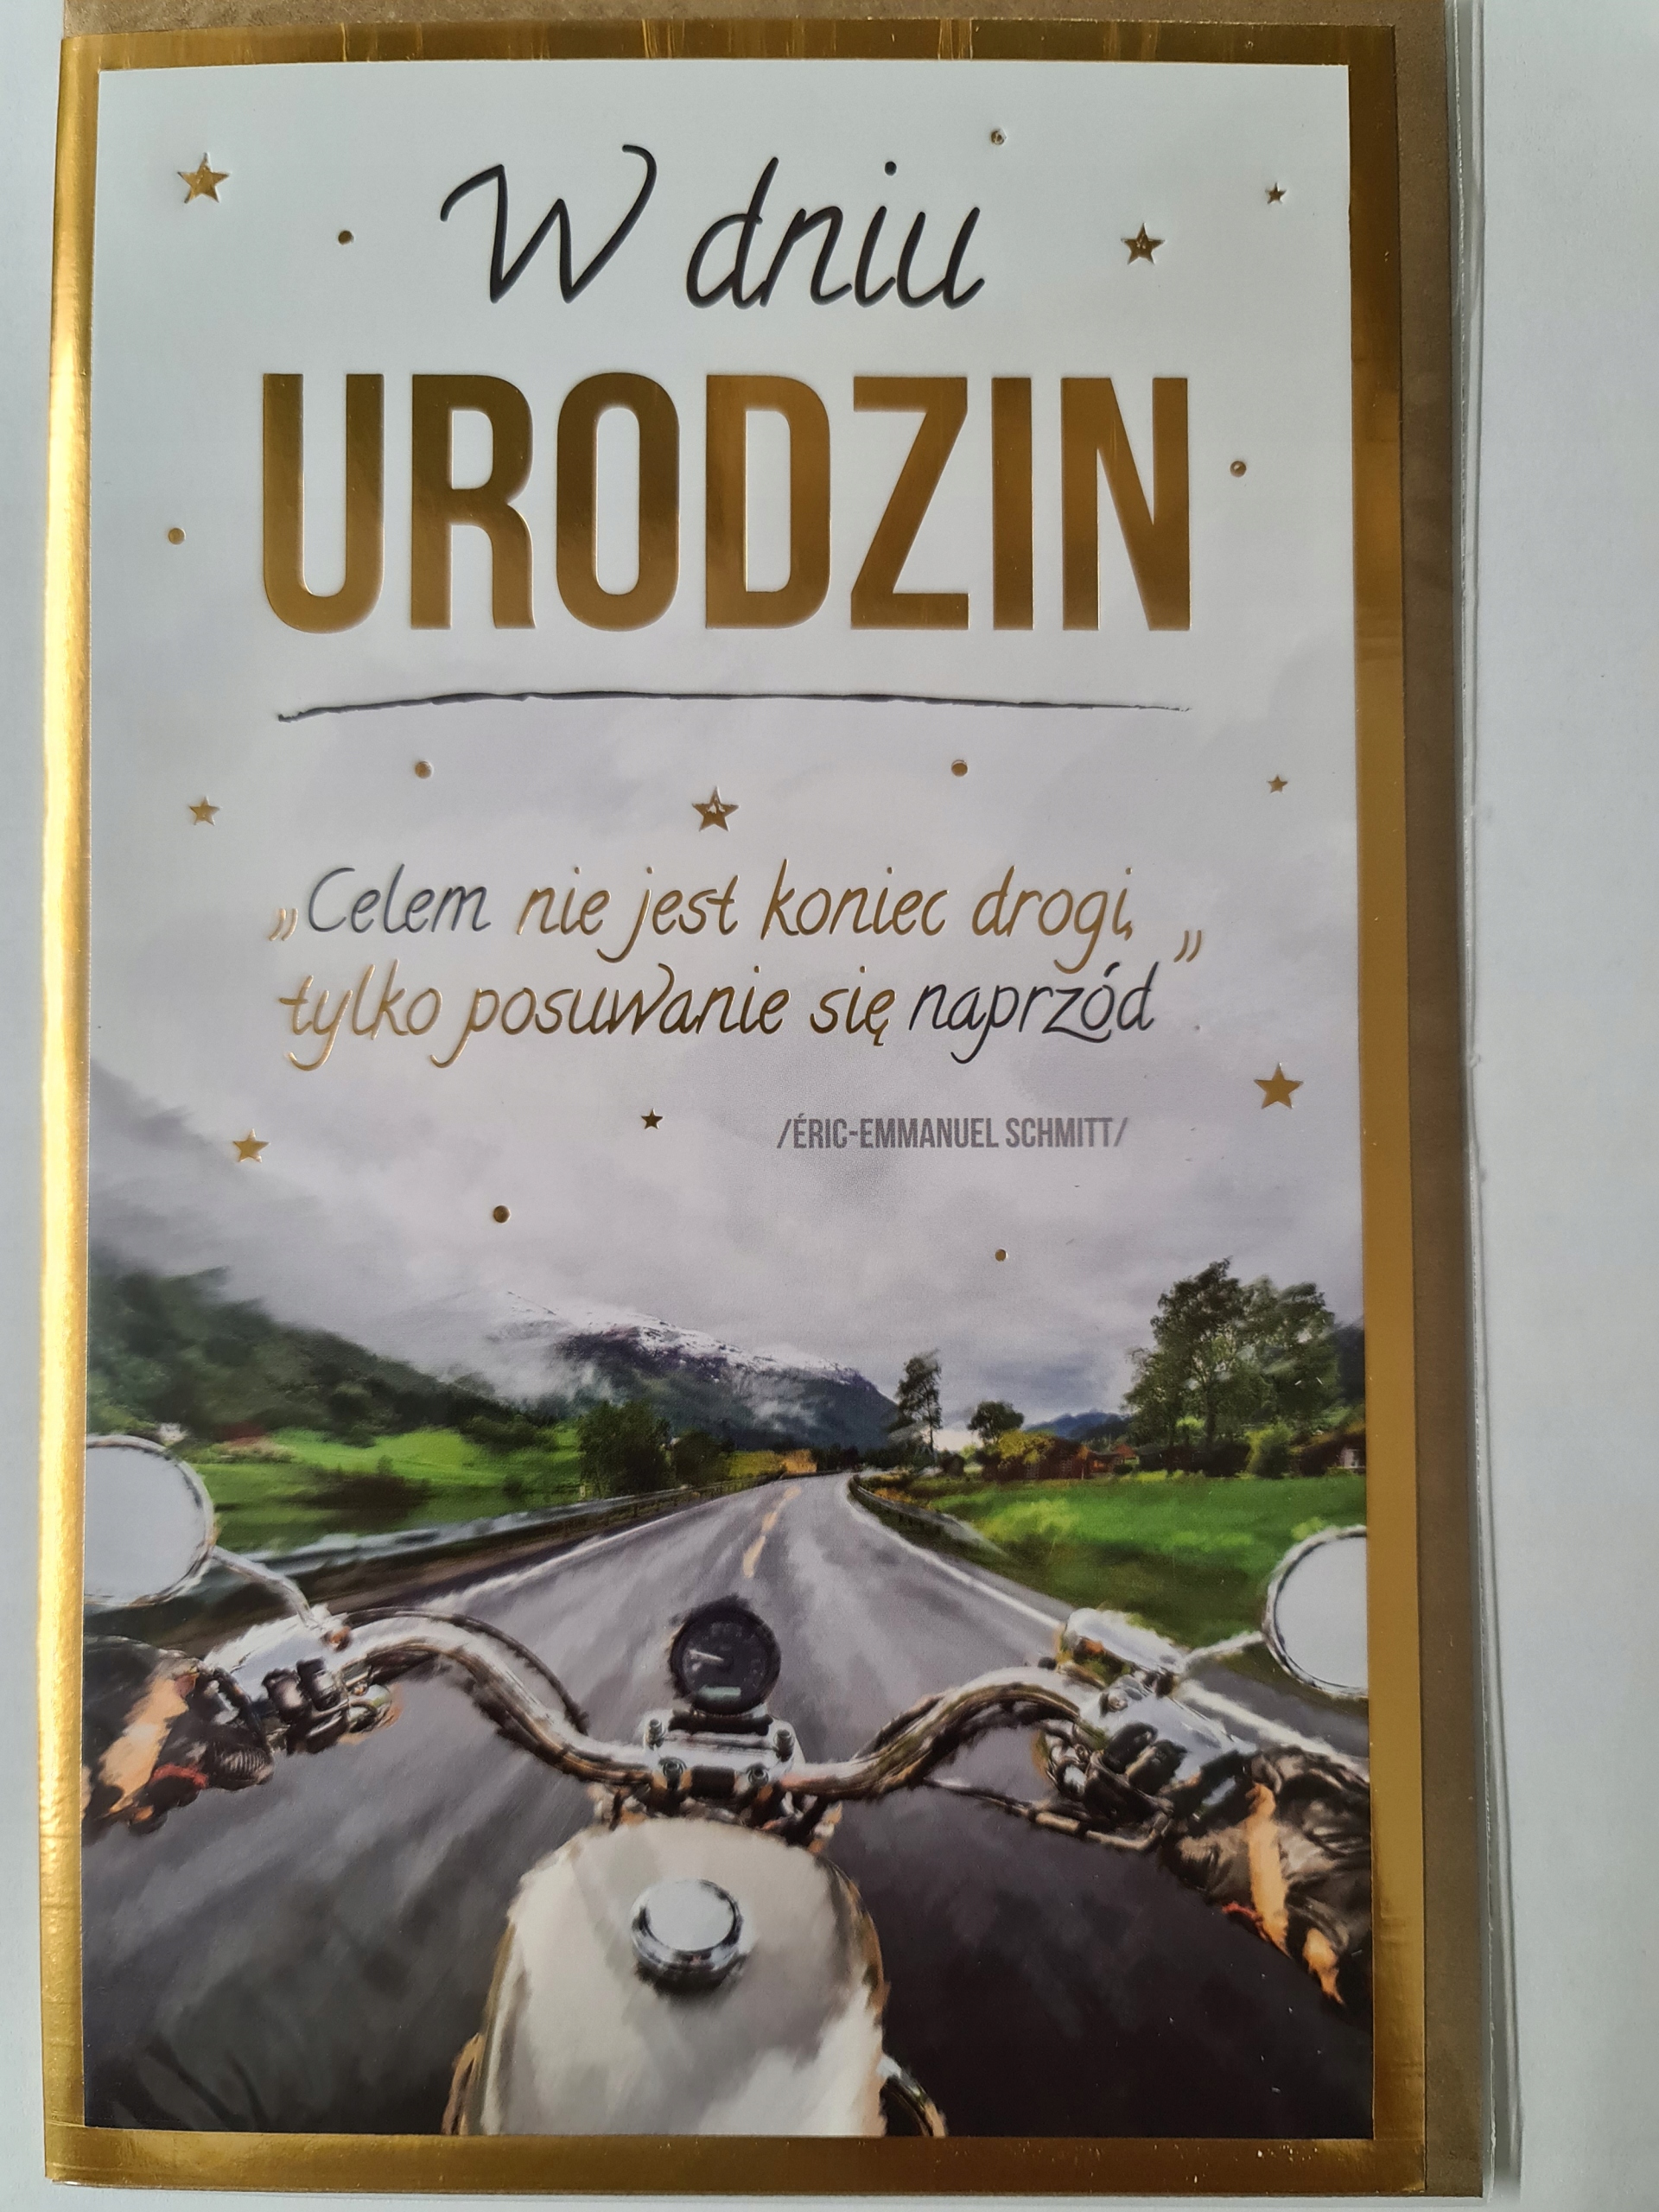 W dniu
URODZIN
„Celem nie jest koniec drogi,
tylko posuwanie się naprzód„
/ÉRIC-EMMANUEL SCHMITT/